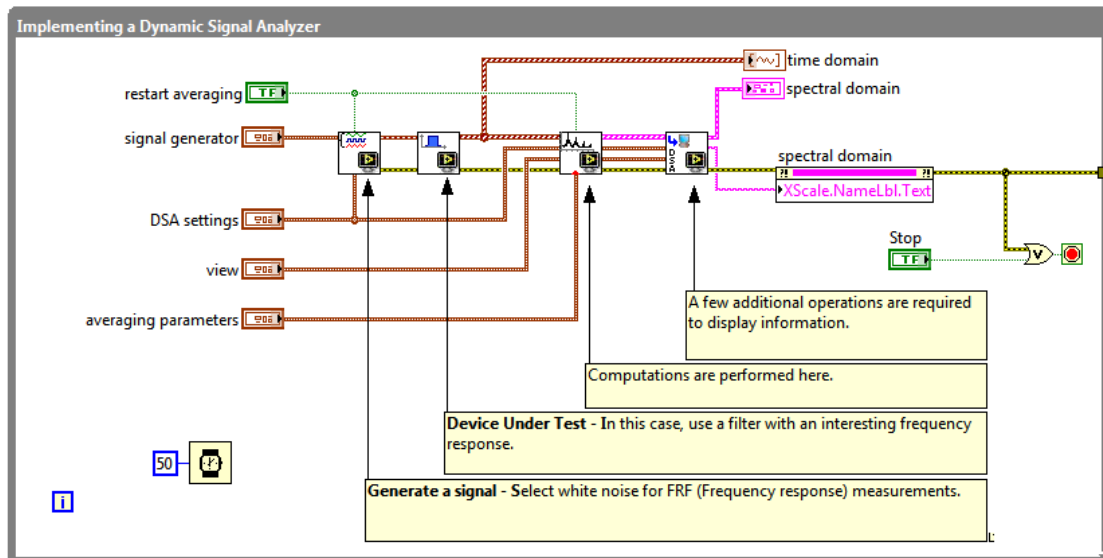 Implementing a Dynamic Signal Analyzer
time domain
restart averaging
TF
spectral domain
signal generator
DSA
spectral domain
XScale.NameLbl.Text
DSA settings
Stop
TF
view
averaging parameters
A few additional operations are required
to display information.
Computations are performed here.
Device Under Test - In this case, use a filter with an interesting frequency
response.
50
Generate a signal - Select white noise for FRF (Frequency response) measurements.
i